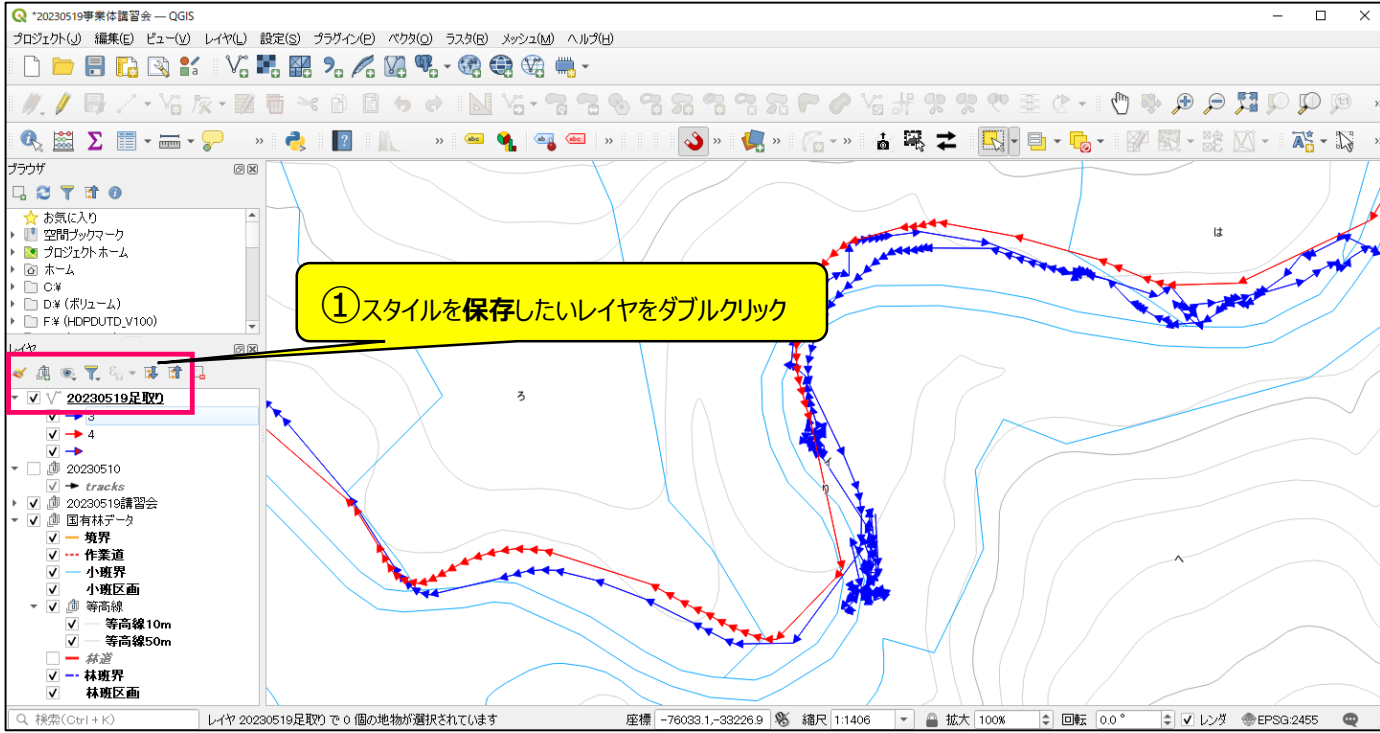 *20230519事業体講習会 — QGIS
プロジェクト(J) 編集(E) ビュー(V) レイヤ(L) 設定(S) プラグイン(P) ベクタ(O) ラスタ(R) メッシュ(M) ヘルプ(H)
ブラウザ
お気に入り
空間ブックマーク
プロジェクトホーム
ホーム
C:¥
D:¥ (ボリューム)
F:¥ (HDPDUTD_V100)
①スタイルを保存したいレイヤをダブルクリック
レイヤ
20230519足取り
3
4
20230510
tracks
20230519講習会
国有林データ
境界
作業道
小班界
小班区画
等高線
等高線10m
等高線50m
林道
林班界
林班区画
は
ろ
イ
り
へ
検索(Ctrl+K)
レイヤ 20230519足取り で 0 個の地物が選択されています
座標 -76033.1,-33226.9 縮尺 1:1406 拡大 100% 回転 0.0 ° レンダ EPSG:2455